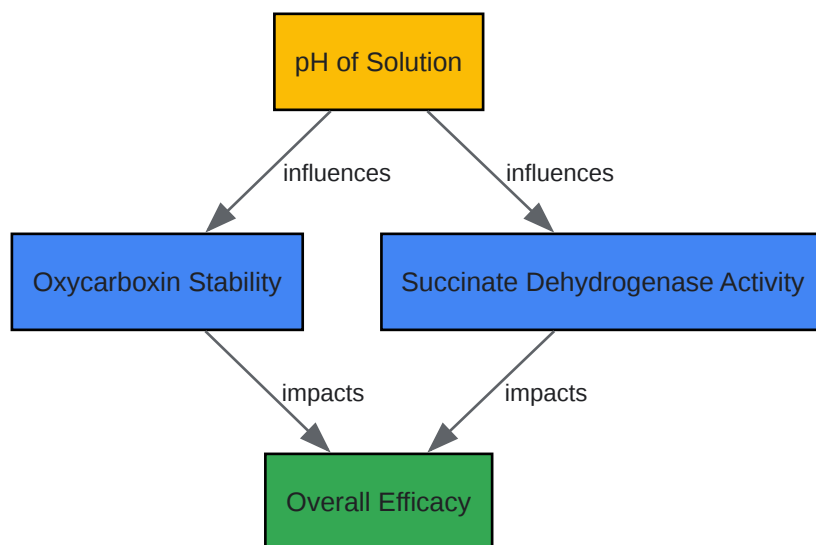 pH of Solution
influences
influences
Oxycarboxin Stability
Succinate Dehydrogenase Activity
impacts
impacts
Overall Efficacy